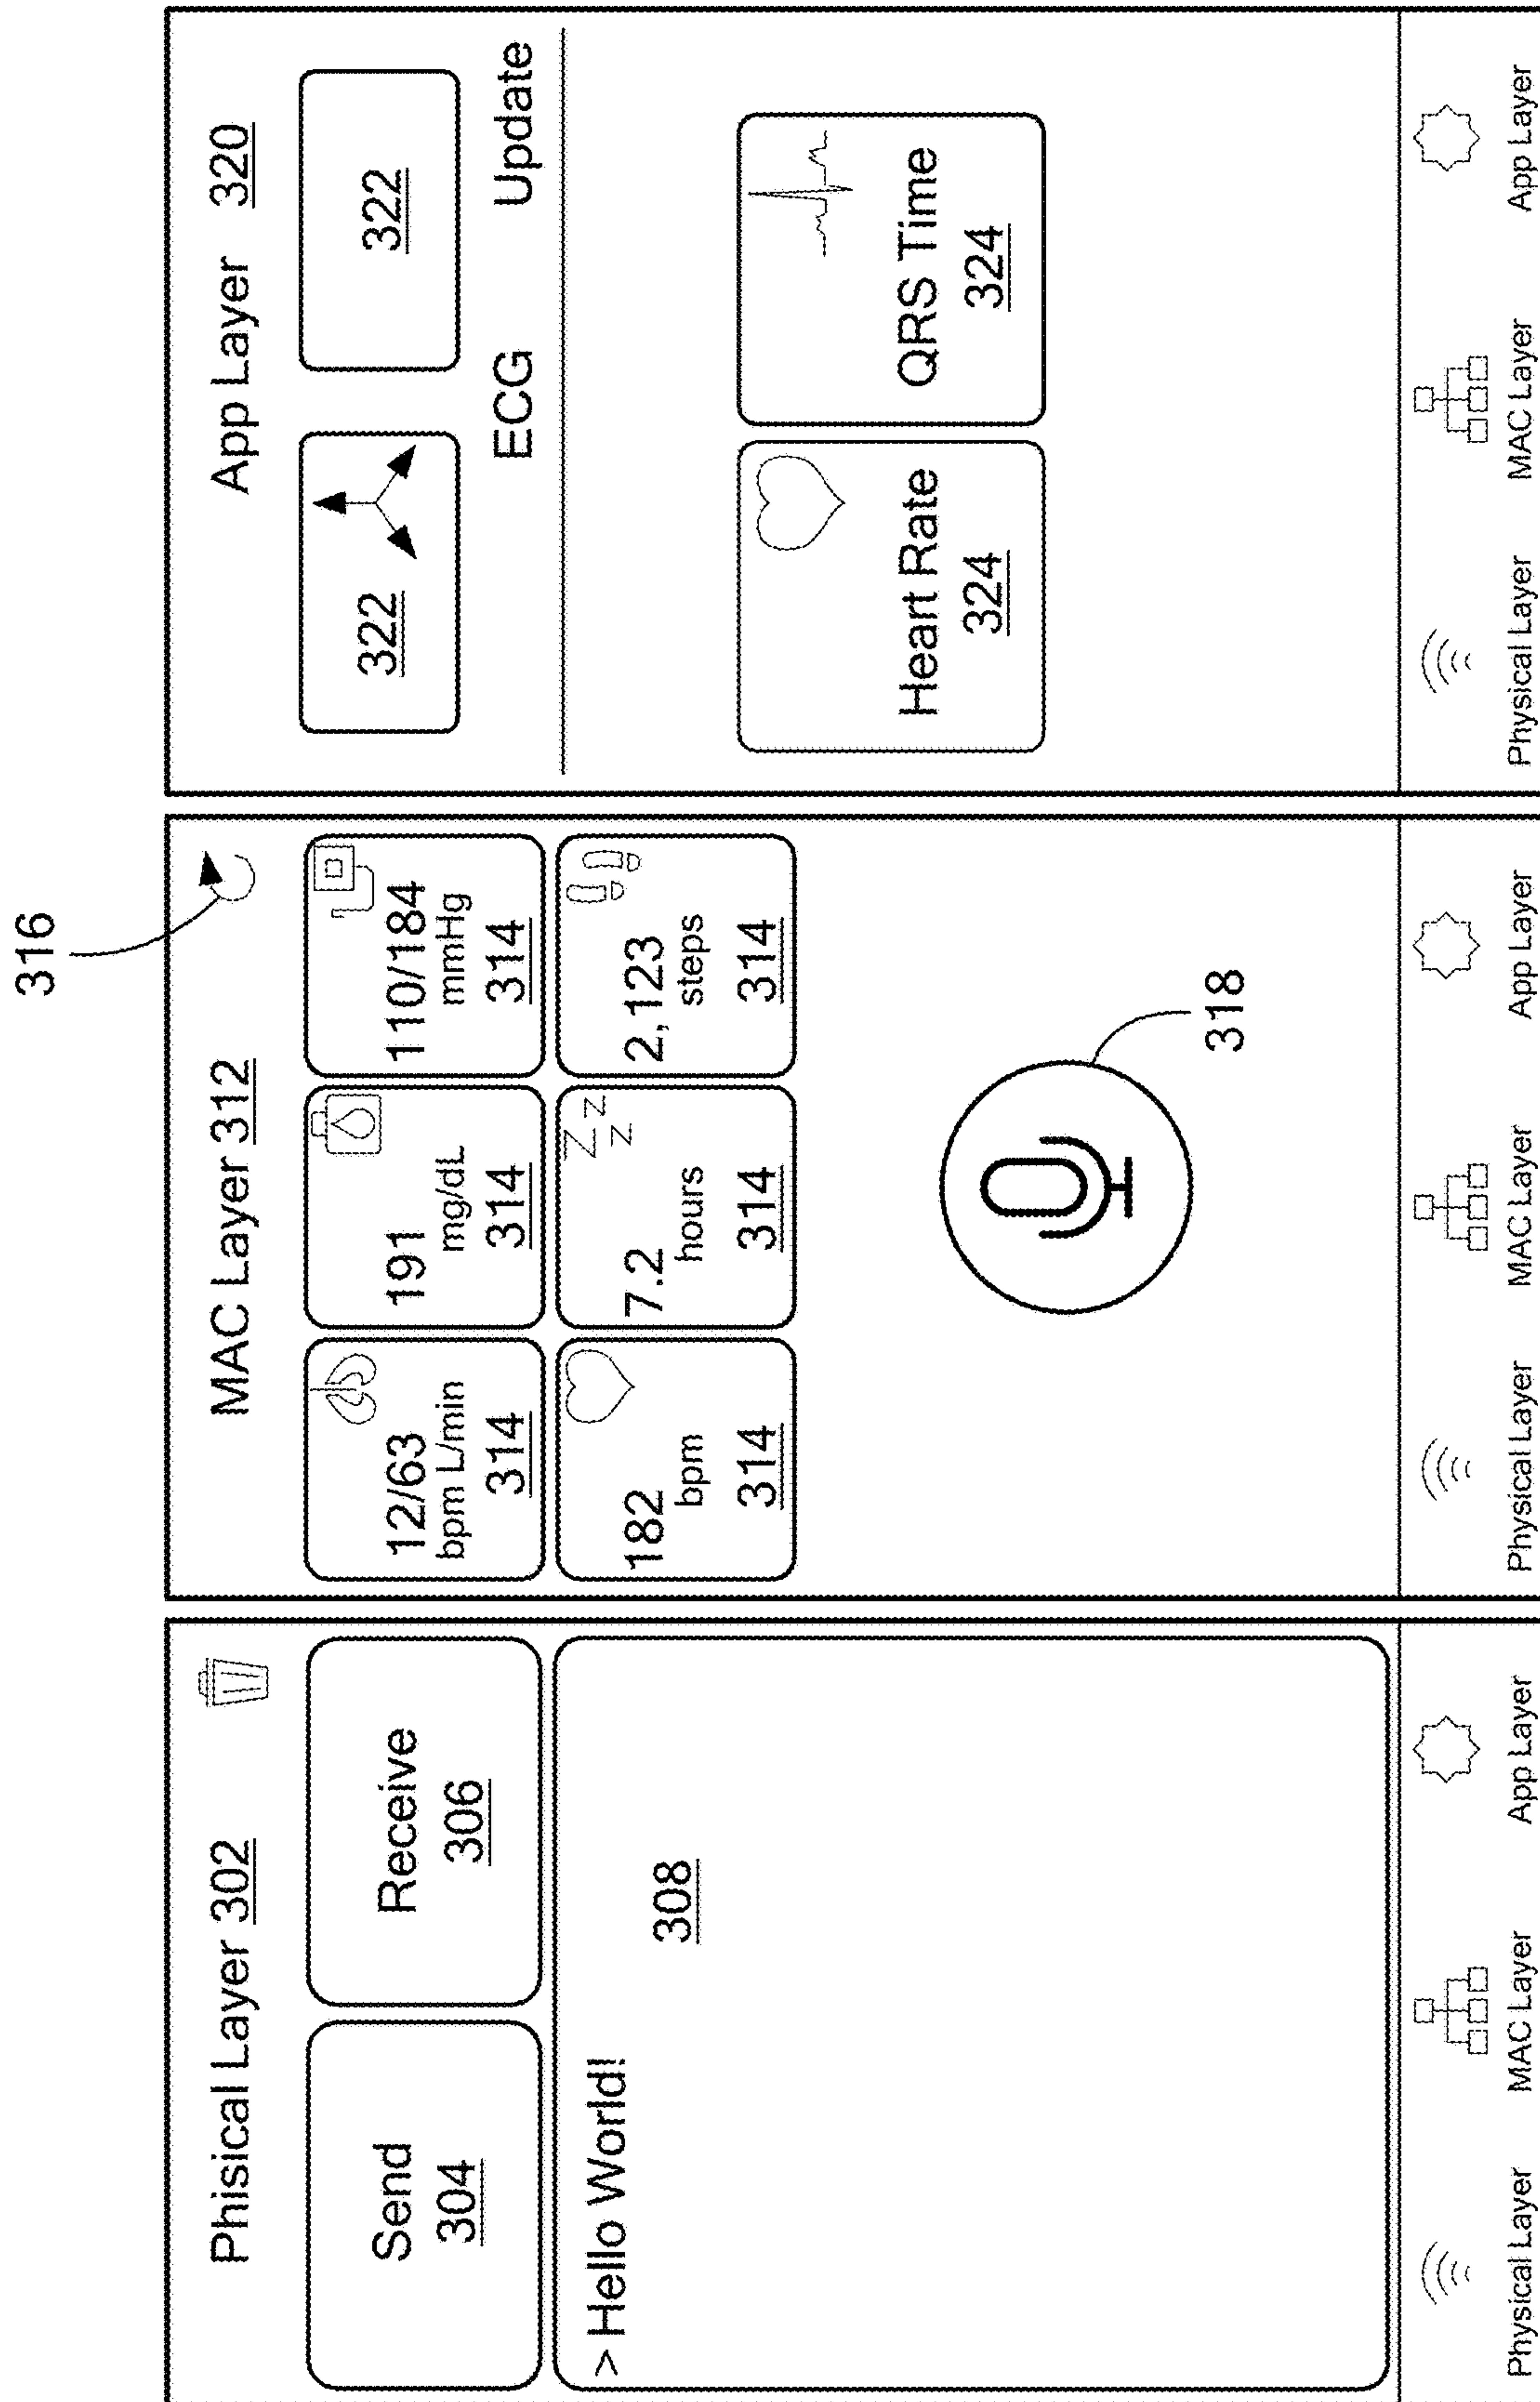 316
Phisical Layer 302
Send
304
Receive
306
> Hello World!
308
Physical Layer
MAC Layer
App Layer
MAC Layer 312
12/63
bpm L/min
314
191
mg/dL
314
110/184
mmHg
314
182
bpm
314
7.2
hours
314
2,123
steps
314
Z
z
z
318
Physical Layer
MAC Layer
App Layer
App Layer 320
322
322
ECG
Update
Heart Rate
324
QRS Time
324
Physical Layer
MAC Layer
App Layer